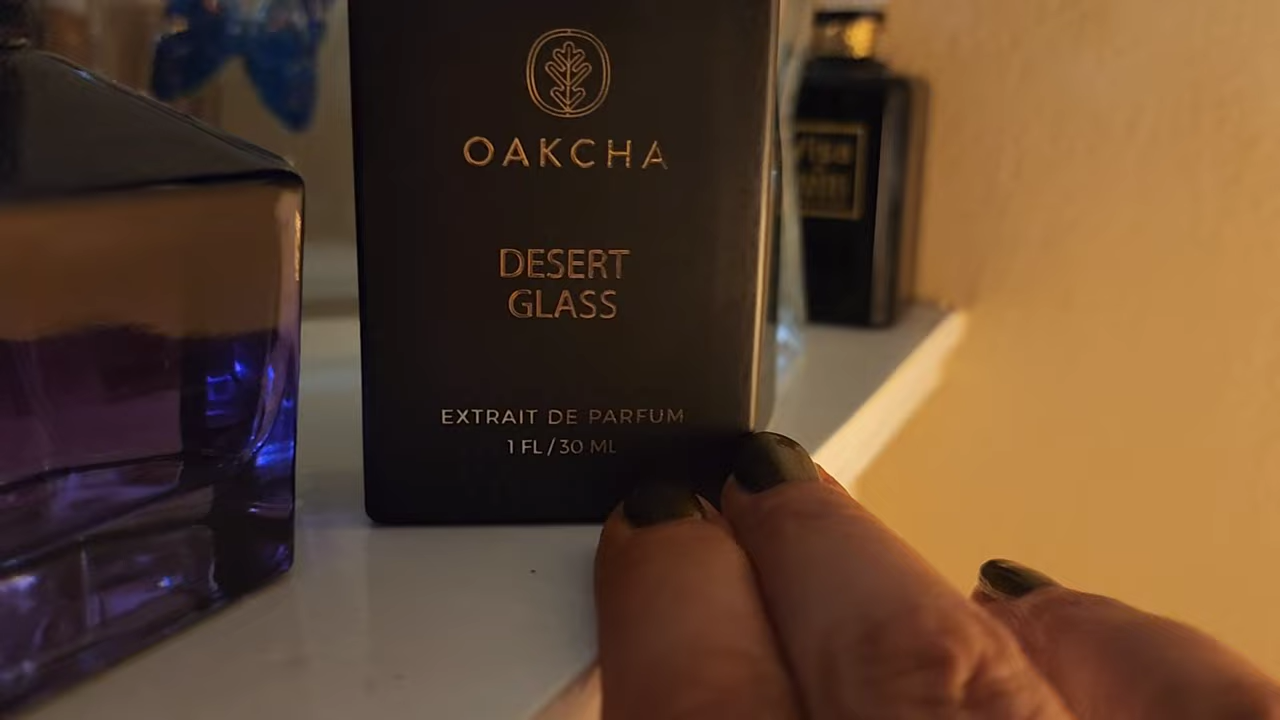 OAKCHA
DESERT
GLASS
EXTRAIT DE PARFUM
1 FL/30 ML